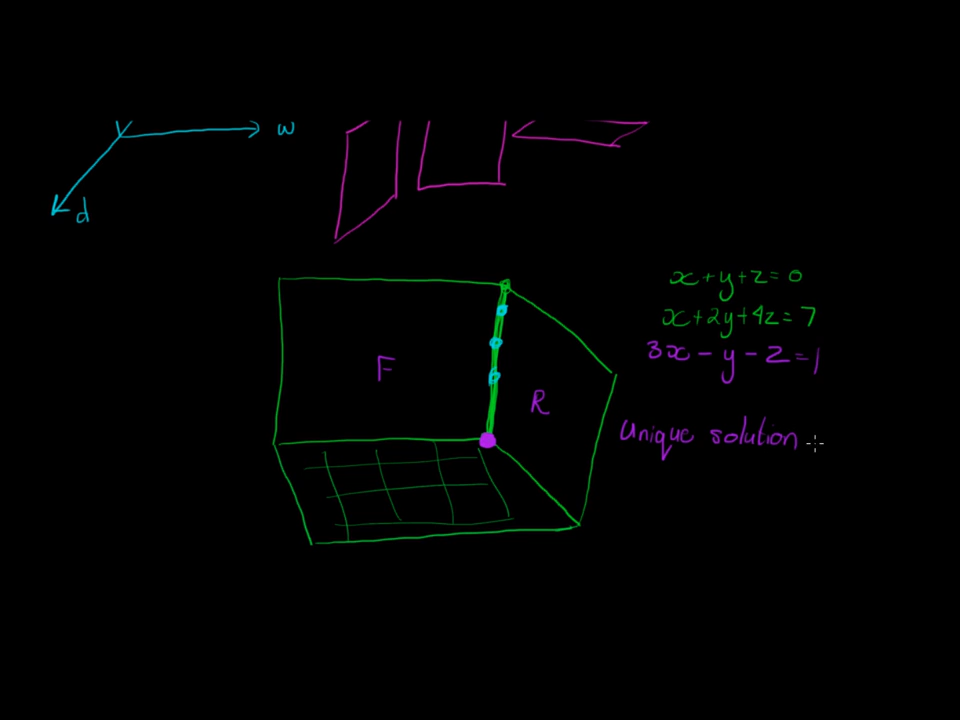 w
d
x + y + z = 0
x + 2y + 4z = 7
3x - y - z = 1
F
R
Unique solution